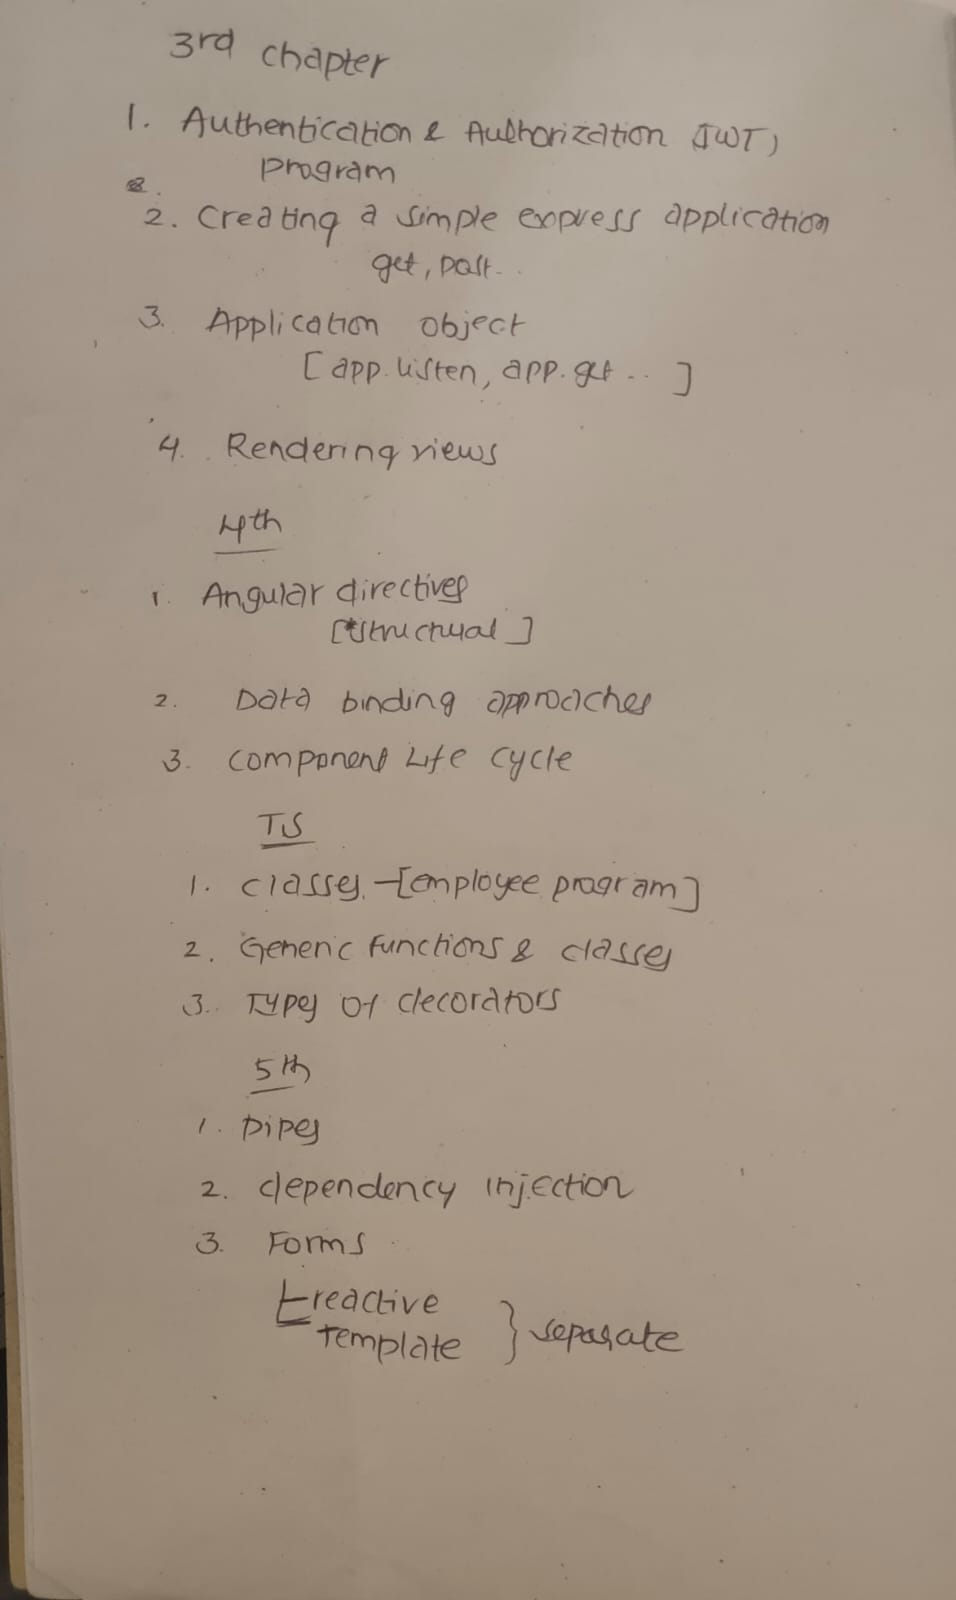 3rd chapter
1. Authentication & Authorization (JWT)
program
2. Creating a simple express application
get, post..
3. Application object
[app.listen, app.get .. ]
4. Rendering views
4th
1. Angular directives
[*structural]
2. Data binding approaches
3. component Life cycle
TS
1. classes -[employee program]
2. Generic functions & classes
3. Types of decorators
5th
1. pipes
2. dependency injection
3. Forms
reactive
template } separate